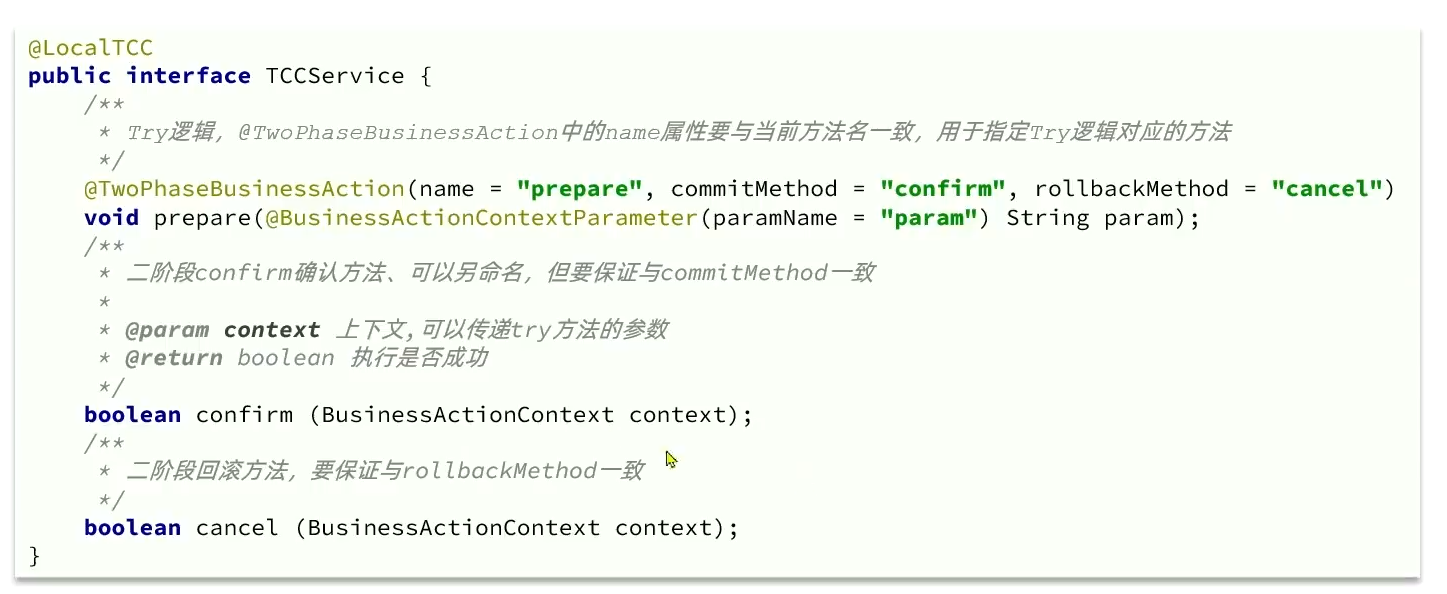 @LocalTCC
public interface TCCService {
/**
* Try逻辑，@TwoPhaseBusinessAction中的name属性要与当前方法名一致，用于指定Try逻辑对应的方法
*/
@TwoPhaseBusinessAction(name = "prepare", commitMethod = "confirm", rollbackMethod = "cancel")
void prepare(@BusinessActionContextParameter(paramName = "param") String param);
/**
* 二阶段confirm确认方法、可以另命名，但要保证与commitMethod一致
*
* @param context 上下文,可以传递try方法的参数
* @return boolean 执行是否成功
*/
boolean confirm (BusinessActionContext context);
/**
* 二阶段回滚方法，要保证与rollbackMethod一致
*/
boolean cancel (BusinessActionContext context);
}